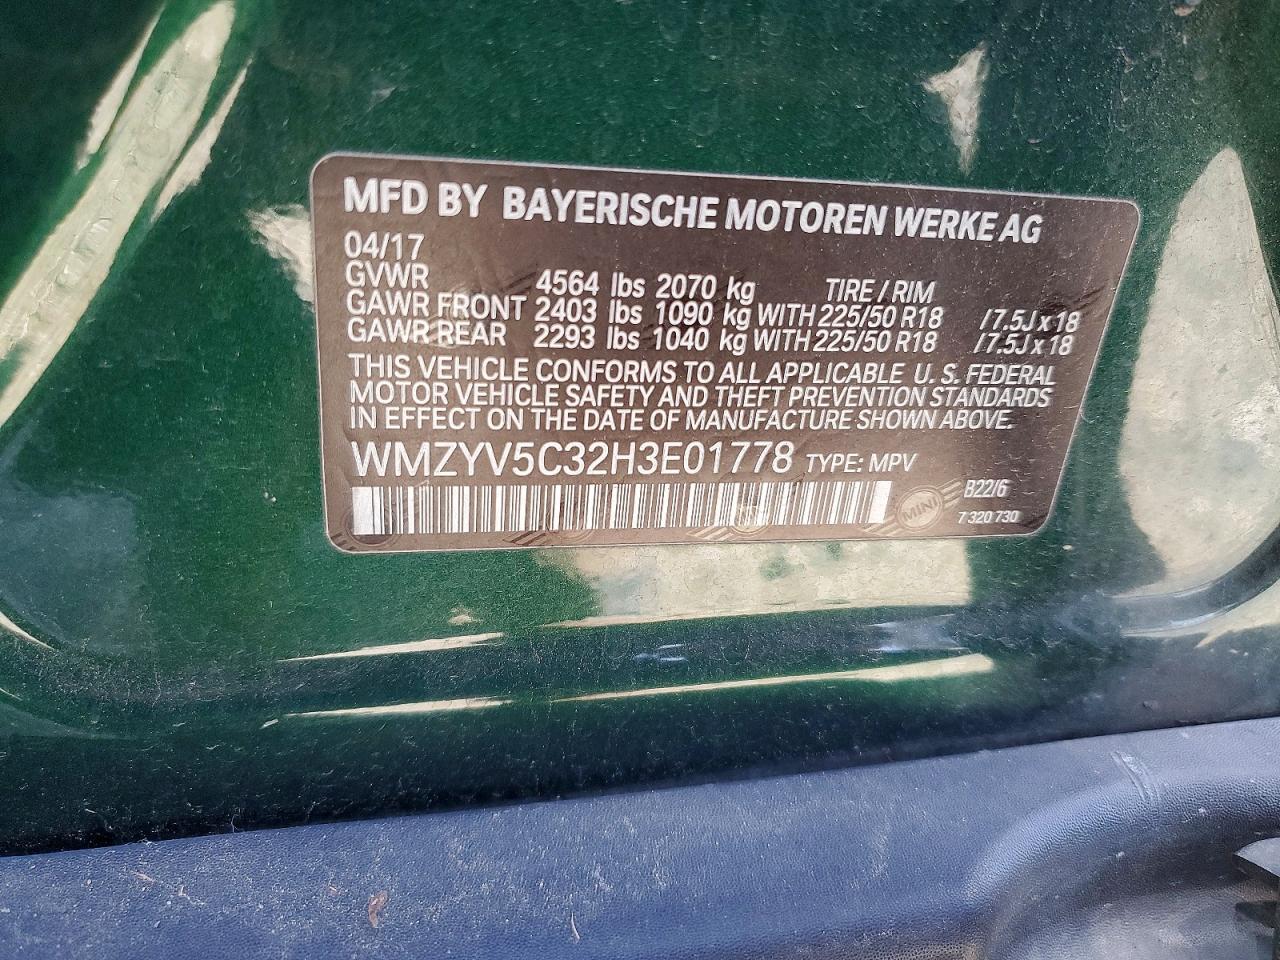 MFD BY BAYERISCHE MOTOREN WERKE AG
04/17
GVWR 4564 lbs 2070 kg TIRE / RIM
GAWR FRONT 2403 lbs 1090 kg WITH 225/50 R18 /7.5J x 18
GAWR REAR 2293 lbs 1040 kg WITH 225/50 R18 /7.5J x 18
THIS VEHICLE CONFORMS TO ALL APPLICABLE U. S. FEDERAL
MOTOR VEHICLE SAFETY AND THEFT PREVENTION STANDARDS
IN EFFECT ON THE DATE OF MANUFACTURE SHOWN ABOVE.
WMZYV5C32H3E01778 TYPE: MPV
B22/6
MINI
7 320 730